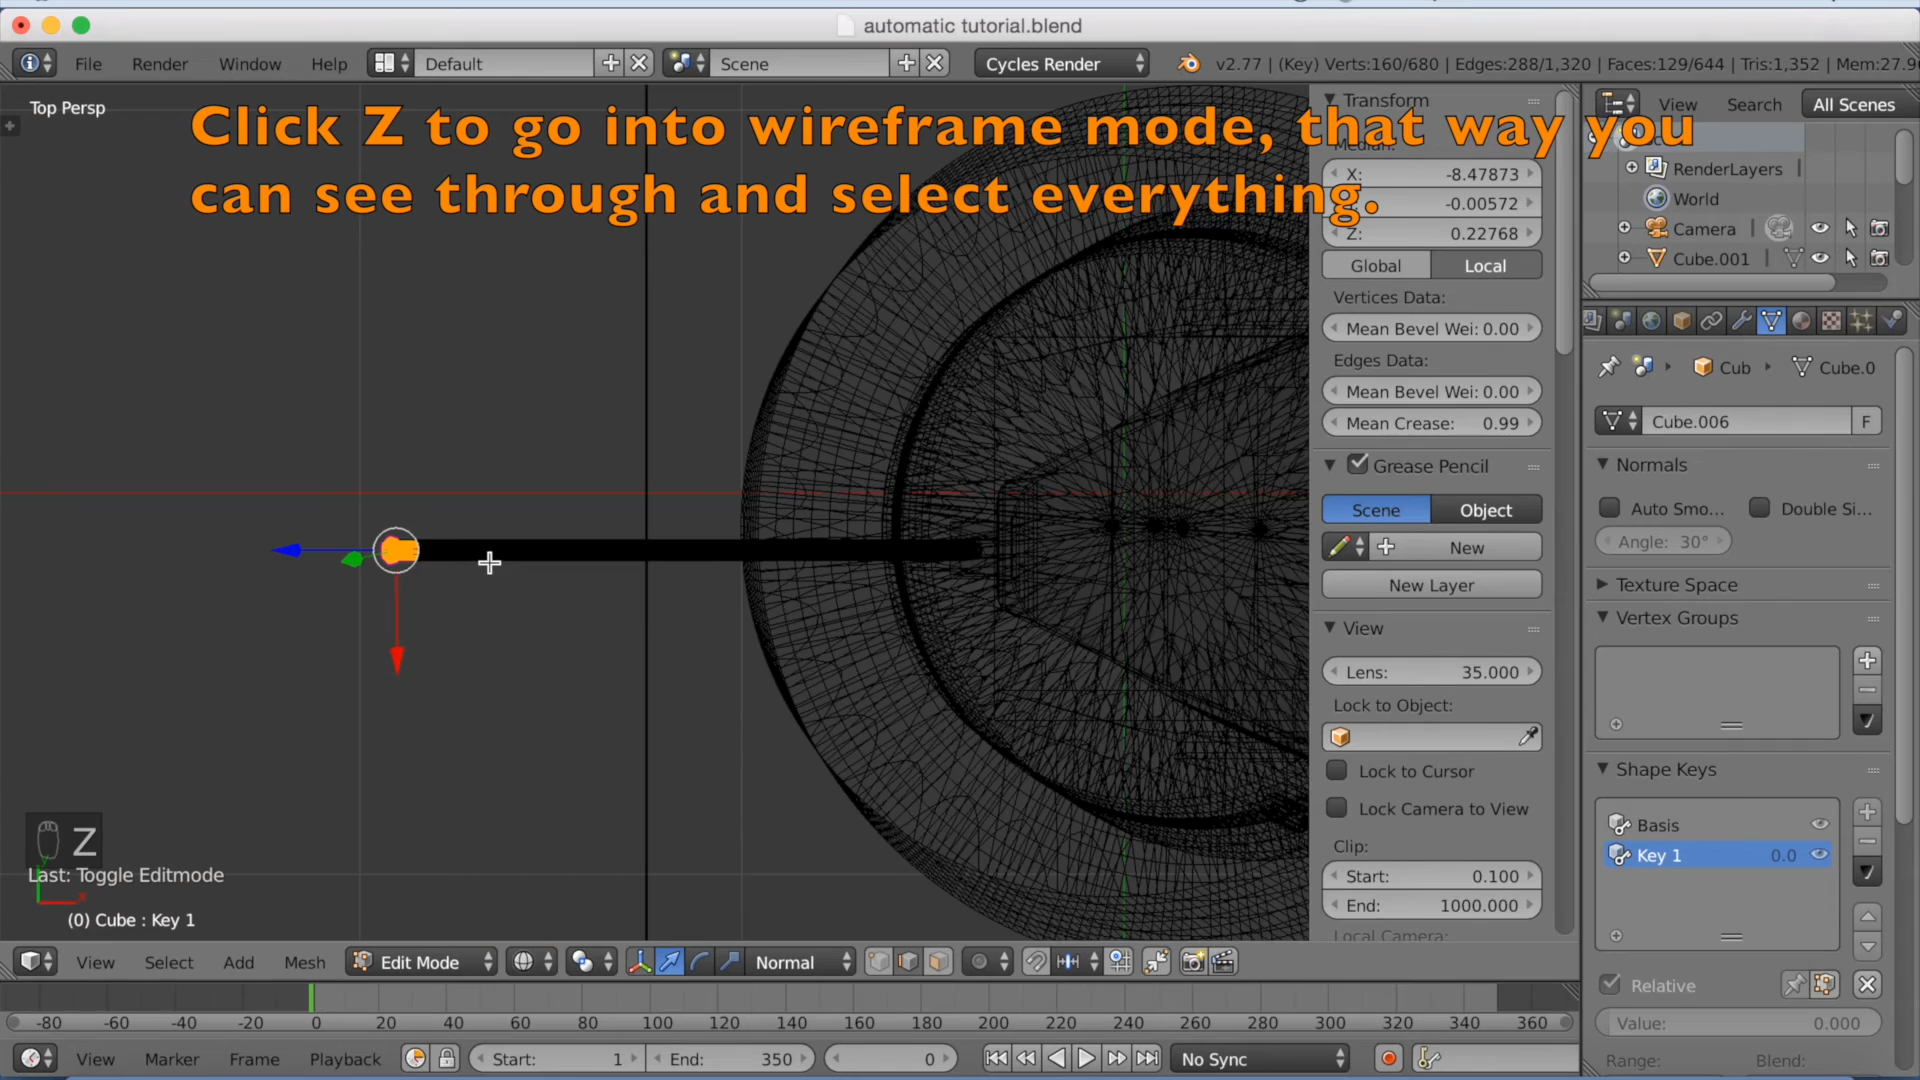 automatic tutorial.blend
File Render Window Help Default Scene Cycles Render v2.77 | (Key) Verts:160/680 | Edges:288/1,320 | Faces:129/644 | Tris:1,352 | Mem:27.9
Top Persp
Click Z to go into wireframe mode, that way you
can see through and select everything.
Transform
X: -8.47873
-0.00572
Z: 0.22768
Global Local
Vertices Data:
Mean Bevel Wei: 0.00
Edges Data:
Mean Bevel Wei: 0.00
Mean Crease: 0.99
Grease Pencil
Scene Object
New
New Layer
View
Lens: 35.000
Lock to Object:
Lock to Cursor
Lock Camera to View
Clip:
Start: 0.100
End: 1000.000
Local Camera:
View Search All Scenes
RenderLayers
World
Camera
Cube.001
Cub Cube.0
Cube.006 F
Normals
Auto Smo... Double Si...
Angle: 30°
Texture Space
Vertex Groups
Shape Keys
Basis
Key 1 0.0
Relative
Value: 0.000
Range: Blend:
Z
Last: Toggle Editmode
(0) Cube : Key 1
View Select Add Mesh Edit Mode Normal
-80 -60 -40 -20 0 20 40 60 80 100 120 140 160 180 200 220 240 260 280 300 320 340 360
View Marker Frame Playback Start: 1 End: 350 0 No Sync